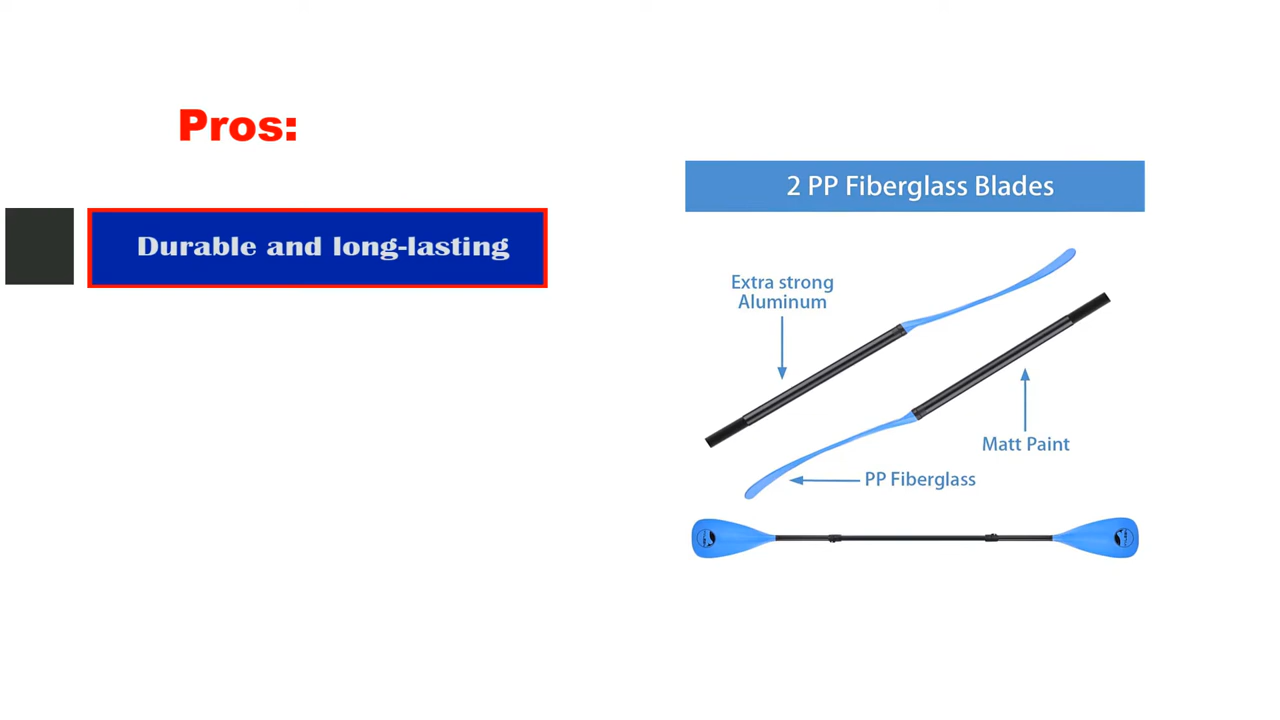 Pros:
Durable and long-lasting
2 PP Fiberglass Blades
Extra strong
Aluminum
Matt Paint
PP Fiberglass